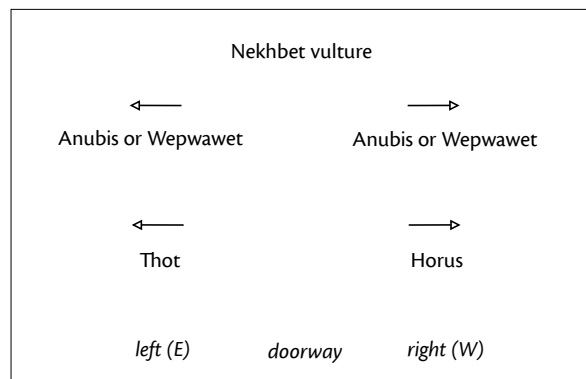 Nekhbet vulture
Anubis or Wepwawet Anubis or Wepwawet
Thot Horus
left (E) doorway right (W)